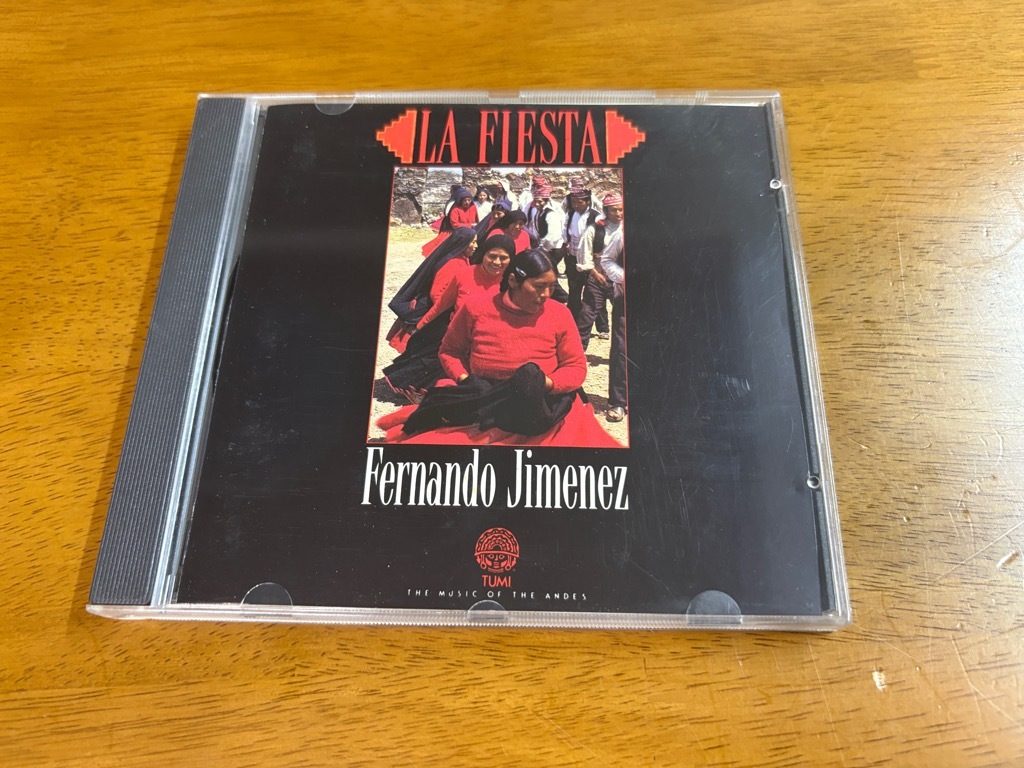 LA FIESTA
Fernando Jimenez
TUMI
THE MUSIC OF THE ANDES